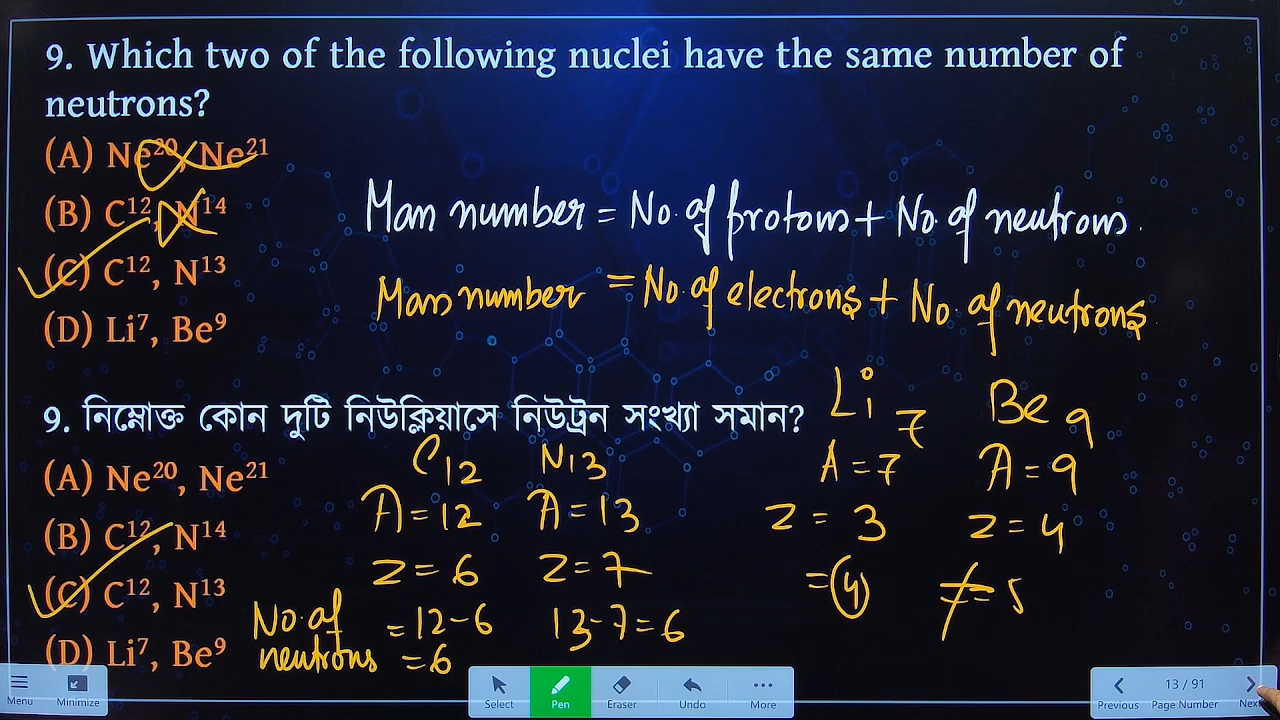 9. Which two of the following nuclei have the same number of
neutrons?
(A) Ne²⁰, Ne²¹
(B) C¹², N¹⁴
(C) C¹², N¹³
(D) Li⁷, Be⁹
Mass number = No. of protons + No. of neutrons.
Mass number = No. of electrons + No. of neutrons
9. নিম্নোক্ত কোন দুটি নিউক্লিয়াসে নিউট্রন সংখ্যা সমান?
(A) Ne²⁰, Ne²¹
(B) C¹², N¹⁴
(C) C¹², N¹³
(D) Li⁷, Be⁹
C12 N13
A = 12 A = 13
Z = 6 Z = 7
No. of = 12-6 13-7 = 6
neutrons = 6
Li 7 Be 9
A = 7 A = 9
Z = 3 Z = 4
= 4 ≠ = 5
Menu Minimize Select Pen Eraser Undo More Previous 13 / 91 Page Number Next